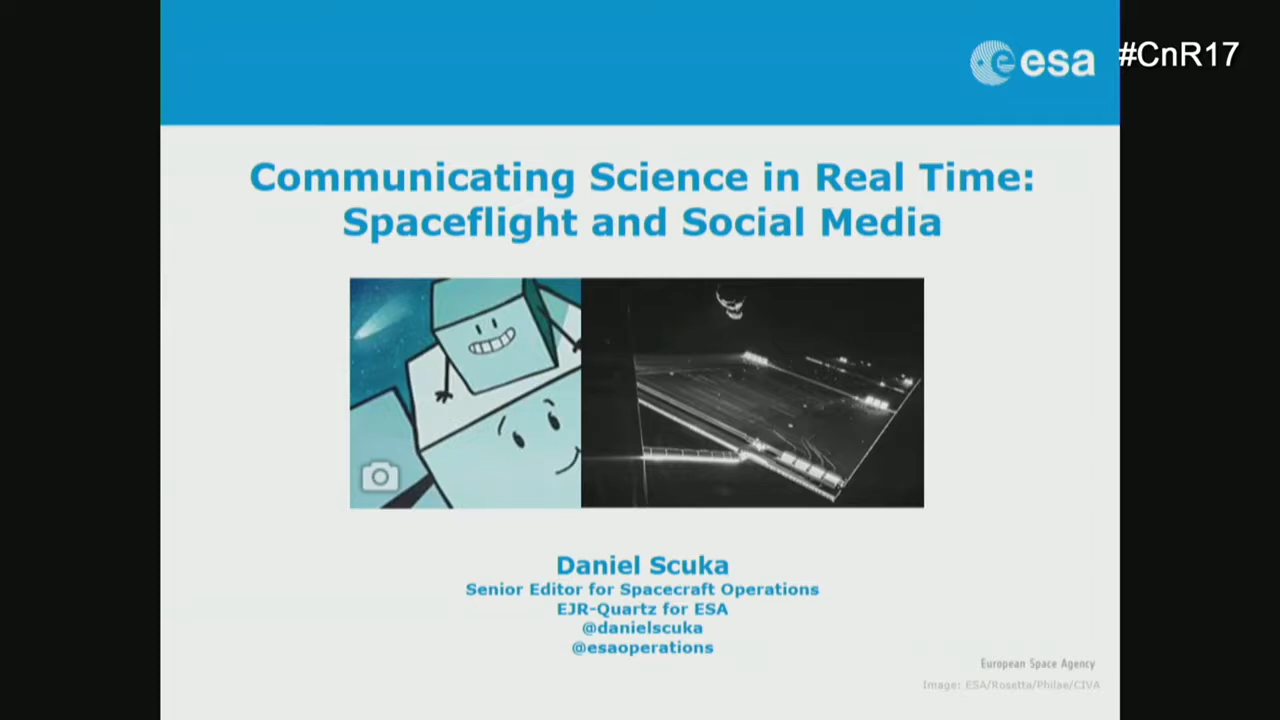 esa
#CnR17
Communicating Science in Real Time:
Spaceflight and Social Media
Daniel Scuka
Senior Editor for Spacecraft Operations
EJR-Quartz for ESA
@danielscuka
@esaoperations
European Space Agency
Image: ESA/Rosetta/Philae/CIVA